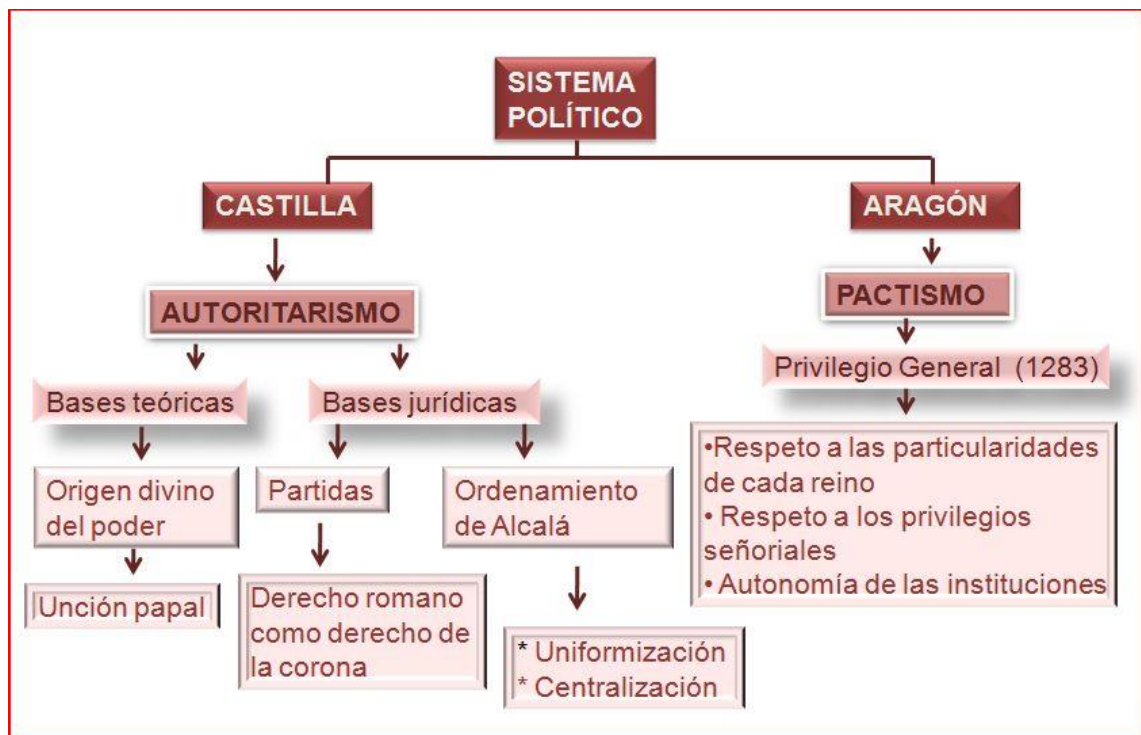 SISTEMA
POLÍTICO
CASTILLA
ARAGÓN
AUTORITARISMO
PACTISMO
Bases teóricas
Bases jurídicas
Privilegio General (1283)
Origen divino
del poder
Partidas
Ordenamiento
de Alcalá
•Respeto a las particularidades
de cada reino
• Respeto a los privilegios
señoriales
• Autonomía de las instituciones
Unción papal
Derecho romano
como derecho de
la corona
* Uniformización
* Centralización